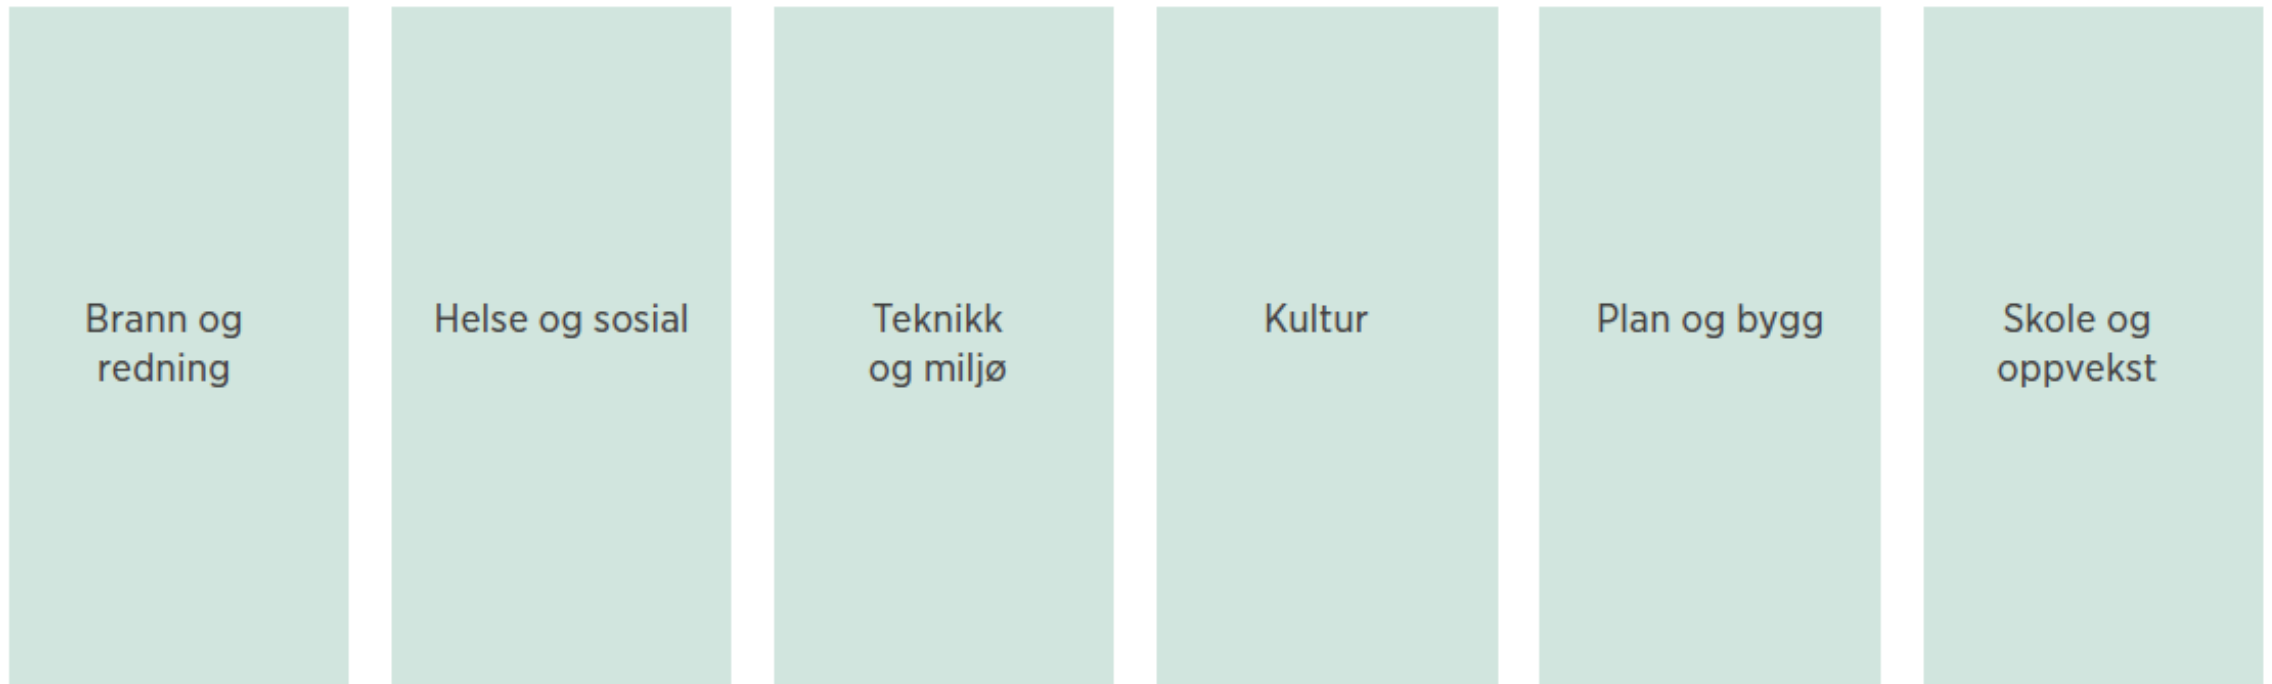 Brann og
redning
Helse og sosial
Teknikk
og miljø
Kultur
Plan og bygg
Skole og
oppvekst